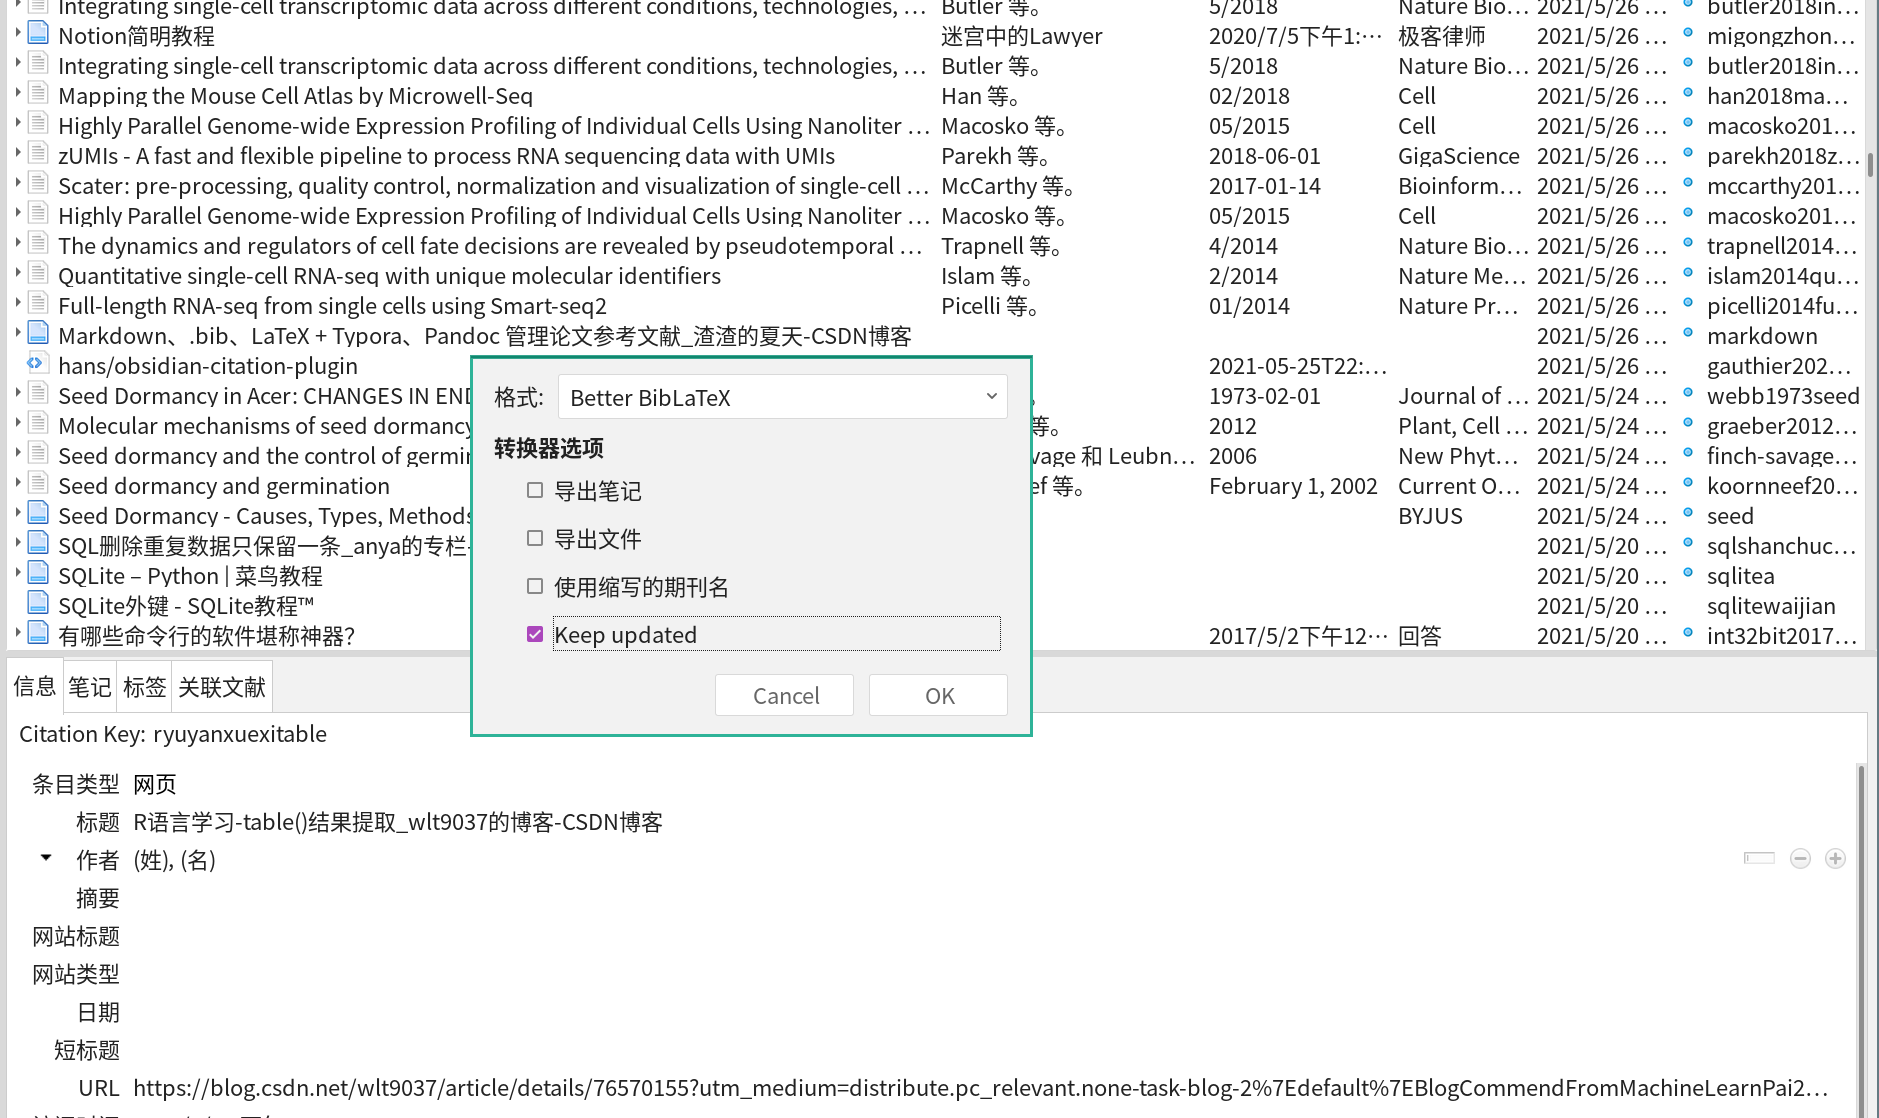 Integrating single-cell transcriptomic data across different conditions, technologies, … Butler 等。 5/2018 Nature Bio… 2021/5/26 … butler2018in…
Notion简明教程 迷宫中的Lawyer 2020/7/5下午1:… 极客律师 2021/5/26 … migongzhon…
Integrating single-cell transcriptomic data across different conditions, technologies, … Butler 等。 5/2018 Nature Bio… 2021/5/26 … butler2018in…
Mapping the Mouse Cell Atlas by Microwell-Seq Han 等。 02/2018 Cell 2021/5/26 … han2018ma…
Highly Parallel Genome-wide Expression Profiling of Individual Cells Using Nanoliter … Macosko 等。 05/2015 Cell 2021/5/26 … macosko201…
zUMIs - A fast and flexible pipeline to process RNA sequencing data with UMIs Parekh 等。 2018-06-01 GigaScience 2021/5/26 … parekh2018z…
Scater: pre-processing, quality control, normalization and visualization of single-cell … McCarthy 等。 2017-01-14 Bioinform… 2021/5/26 … mccarthy201…
Highly Parallel Genome-wide Expression Profiling of Individual Cells Using Nanoliter … Macosko 等。 05/2015 Cell 2021/5/26 … macosko201…
The dynamics and regulators of cell fate decisions are revealed by pseudotemporal … Trapnell 等。 4/2014 Nature Bio… 2021/5/26 … trapnell2014…
Quantitative single-cell RNA-seq with unique molecular identifiers Islam 等。 2/2014 Nature Me… 2021/5/26 … islam2014qu…
Full-length RNA-seq from single cells using Smart-seq2 Picelli 等。 01/2014 Nature Pr… 2021/5/26 … picelli2014fu…
Markdown、.bib、LaTeX + Typora、Pandoc 管理论文参考文献_渣渣的夏天-CSDN博客 2021/5/26 … markdown
hans/obsidian-citation-plugin 2021-05-25T22:… 2021/5/26 … gauthier202…
Seed Dormancy in Acer: CHANGES IN END 。 1973-02-01 Journal of … 2021/5/24 … webb1973seed
Molecular mechanisms of seed dormancy 等。 2012 Plant, Cell … 2021/5/24 … graeber2012…
Seed dormancy and the control of germin vage 和 Leubn… 2006 New Phyt… 2021/5/24 … finch-savage…
Seed dormancy and germination ef 等。 February 1, 2002 Current O… 2021/5/24 … koornneef20…
Seed Dormancy - Causes, Types, Methods BYJUS 2021/5/24 … seed
SQL删除重复数据只保留一条_anya的专栏- 2021/5/20 … sqlshanchuc…
SQLite – Python | 菜鸟教程 2021/5/20 … sqlitea
SQLite外键 - SQLite教程™ 2021/5/20 … sqlitewaijian
有哪些命令行的软件堪称神器? 2017/5/2下午12… 回答 2021/5/20 … int32bit2017…
格式: Better BibLaTeX
转换器选项
导出笔记
导出文件
使用缩写的期刊名
Keep updated
Cancel OK
信息 笔记 标签 关联文献
Citation Key: ryuyanxuexitable
条目类型 网页
标题 R语言学习-table()结果提取_wlt9037的博客-CSDN博客
作者 (姓), (名)
摘要
网站标题
网站类型
日期
短标题
URL https://blog.csdn.net/wlt9037/article/details/76570155?utm_medium=distribute.pc_relevant.none-task-blog-2%7Edefault%7EBlogCommendFromMachineLearnPai2…